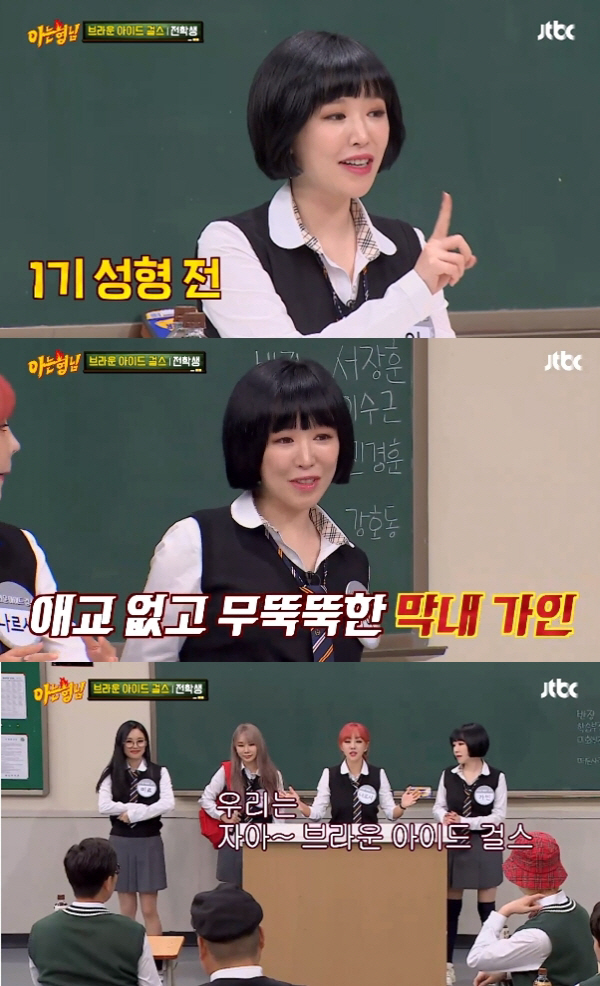 아는형님
브라운 아이드 걸스 | 전학생
jtbc
1기 성형 전
아는형님
브라운 아이드 걸스 | 전학생
jtbc
서장훈
이수근
민경훈
강호동
애교 없고 무뚝뚝한 막내 가인
아는형님
브라운 아이드 걸스 | 전학생
jtbc
반장
우리는
자아~ 브라운 아이드 걸스